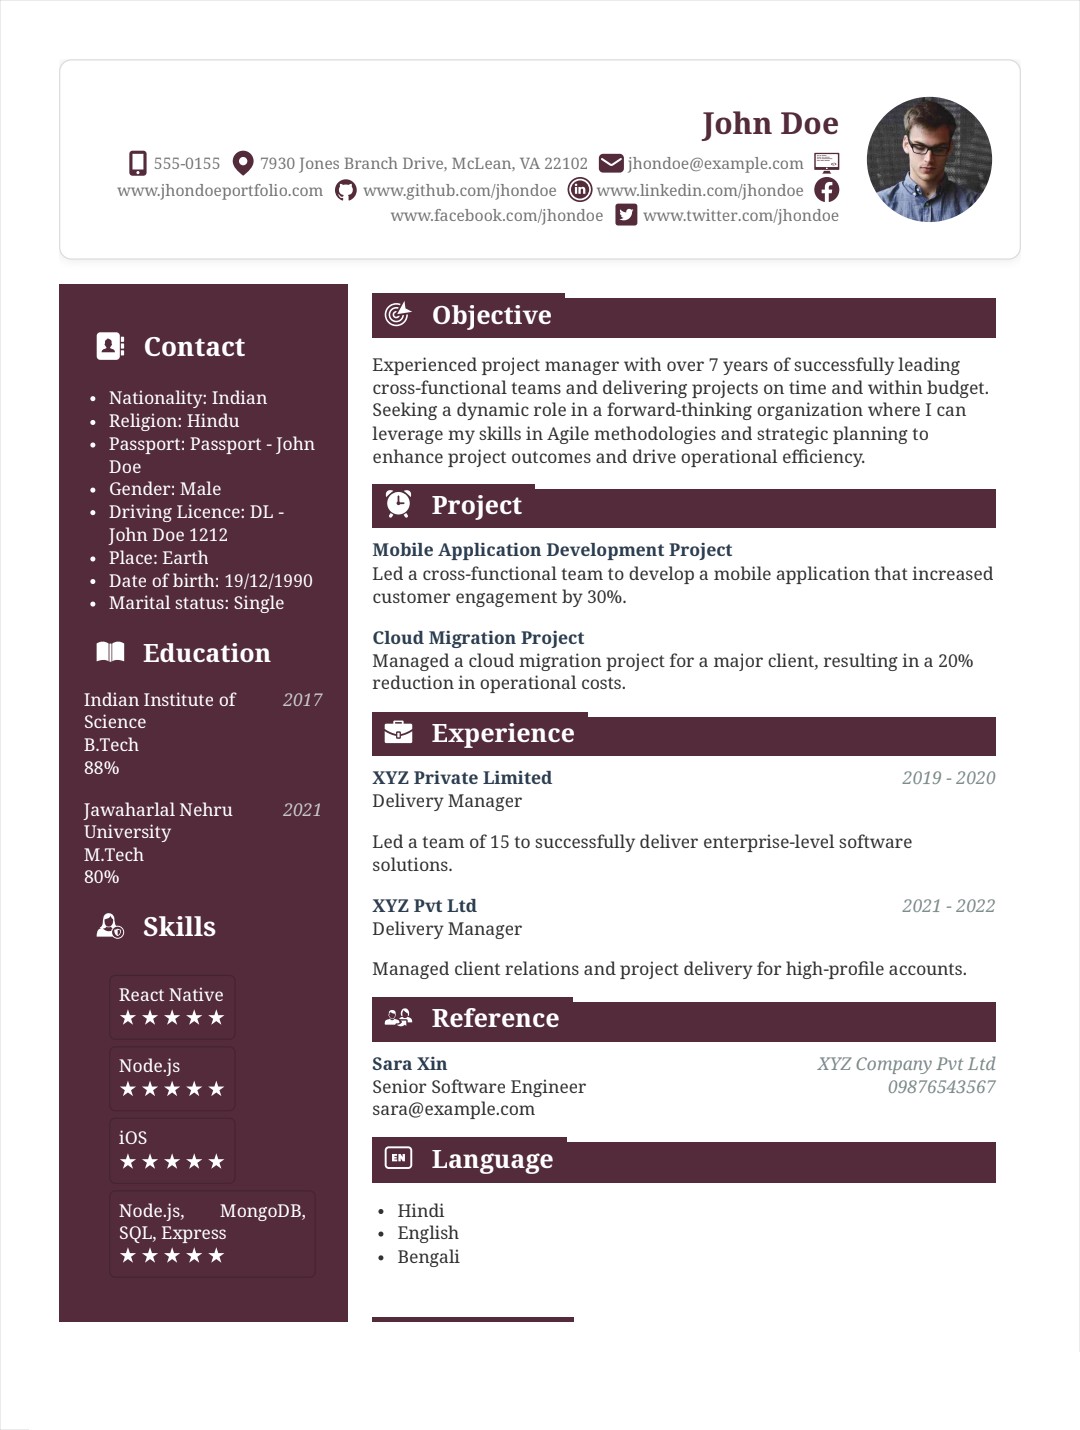 John Doe
555-0155 7930 Jones Branch Drive, McLean, VA 22102 jhondoe@example.com
www.jhondoeportfolio.com www.github.com/jhondoe www.linkedin.com/jhondoe
www.facebook.com/jhondoe www.twitter.com/jhondoe
Contact
• Nationality: Indian
• Religion: Hindu
• Passport: Passport - John
Doe
• Gender: Male
• Driving Licence: DL -
John Doe 1212
• Place: Earth
• Date of birth: 19/12/1990
• Marital status: Single
Education
Indian Institute of 2017
Science
B.Tech
88%
Jawaharlal Nehru 2021
University
M.Tech
80%
Skills
React Native
★★★★★
Node.js
★★★★★
iOS
★★★★★
Node.js, MongoDB,
SQL, Express
★★★★★
Objective
Experienced project manager with over 7 years of successfully leading
cross-functional teams and delivering projects on time and within budget.
Seeking a dynamic role in a forward-thinking organization where I can
leverage my skills in Agile methodologies and strategic planning to
enhance project outcomes and drive operational efficiency.
Project
Mobile Application Development Project
Led a cross-functional team to develop a mobile application that increased
customer engagement by 30%.
Cloud Migration Project
Managed a cloud migration project for a major client, resulting in a 20%
reduction in operational costs.
Experience
XYZ Private Limited 2019 - 2020
Delivery Manager
Led a team of 15 to successfully deliver enterprise-level software
solutions.
XYZ Pvt Ltd 2021 - 2022
Delivery Manager
Managed client relations and project delivery for high-profile accounts.
Reference
Sara Xin XYZ Company Pvt Ltd
Senior Software Engineer 09876543567
sara@example.com
EN Language
• Hindi
• English
• Bengali